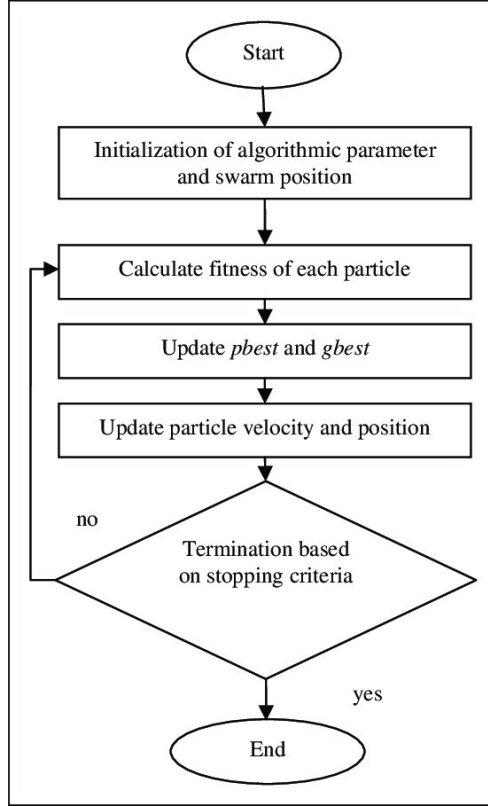 Start
Initialization of algorithmic parameter
and swarm position
Calculate fitness of each particle
Update pbest and gbest
Update particle velocity and position
no
Termination based
on stopping criteria
yes
End